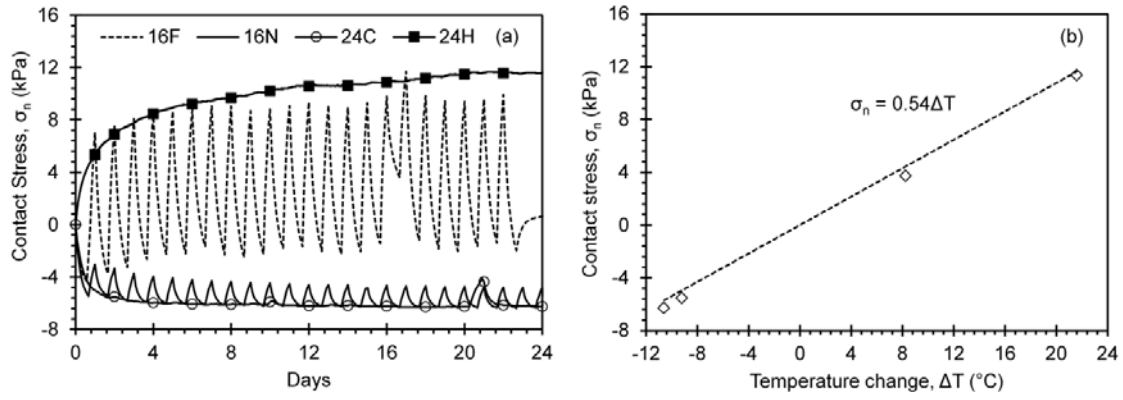 16
12
8
4
0
-4
-8
Contact Stress, σn (kPa)
16F 16N 24C 24H (a)
0 4 8 12 16 20 24
Days
16
12
8
4
0
-4
-8
Contact stress, σn (kPa)
(b)
σn = 0.54ΔT
-12 -8 -4 0 4 8 12 16 20 24
Temperature change, ΔT (°C)